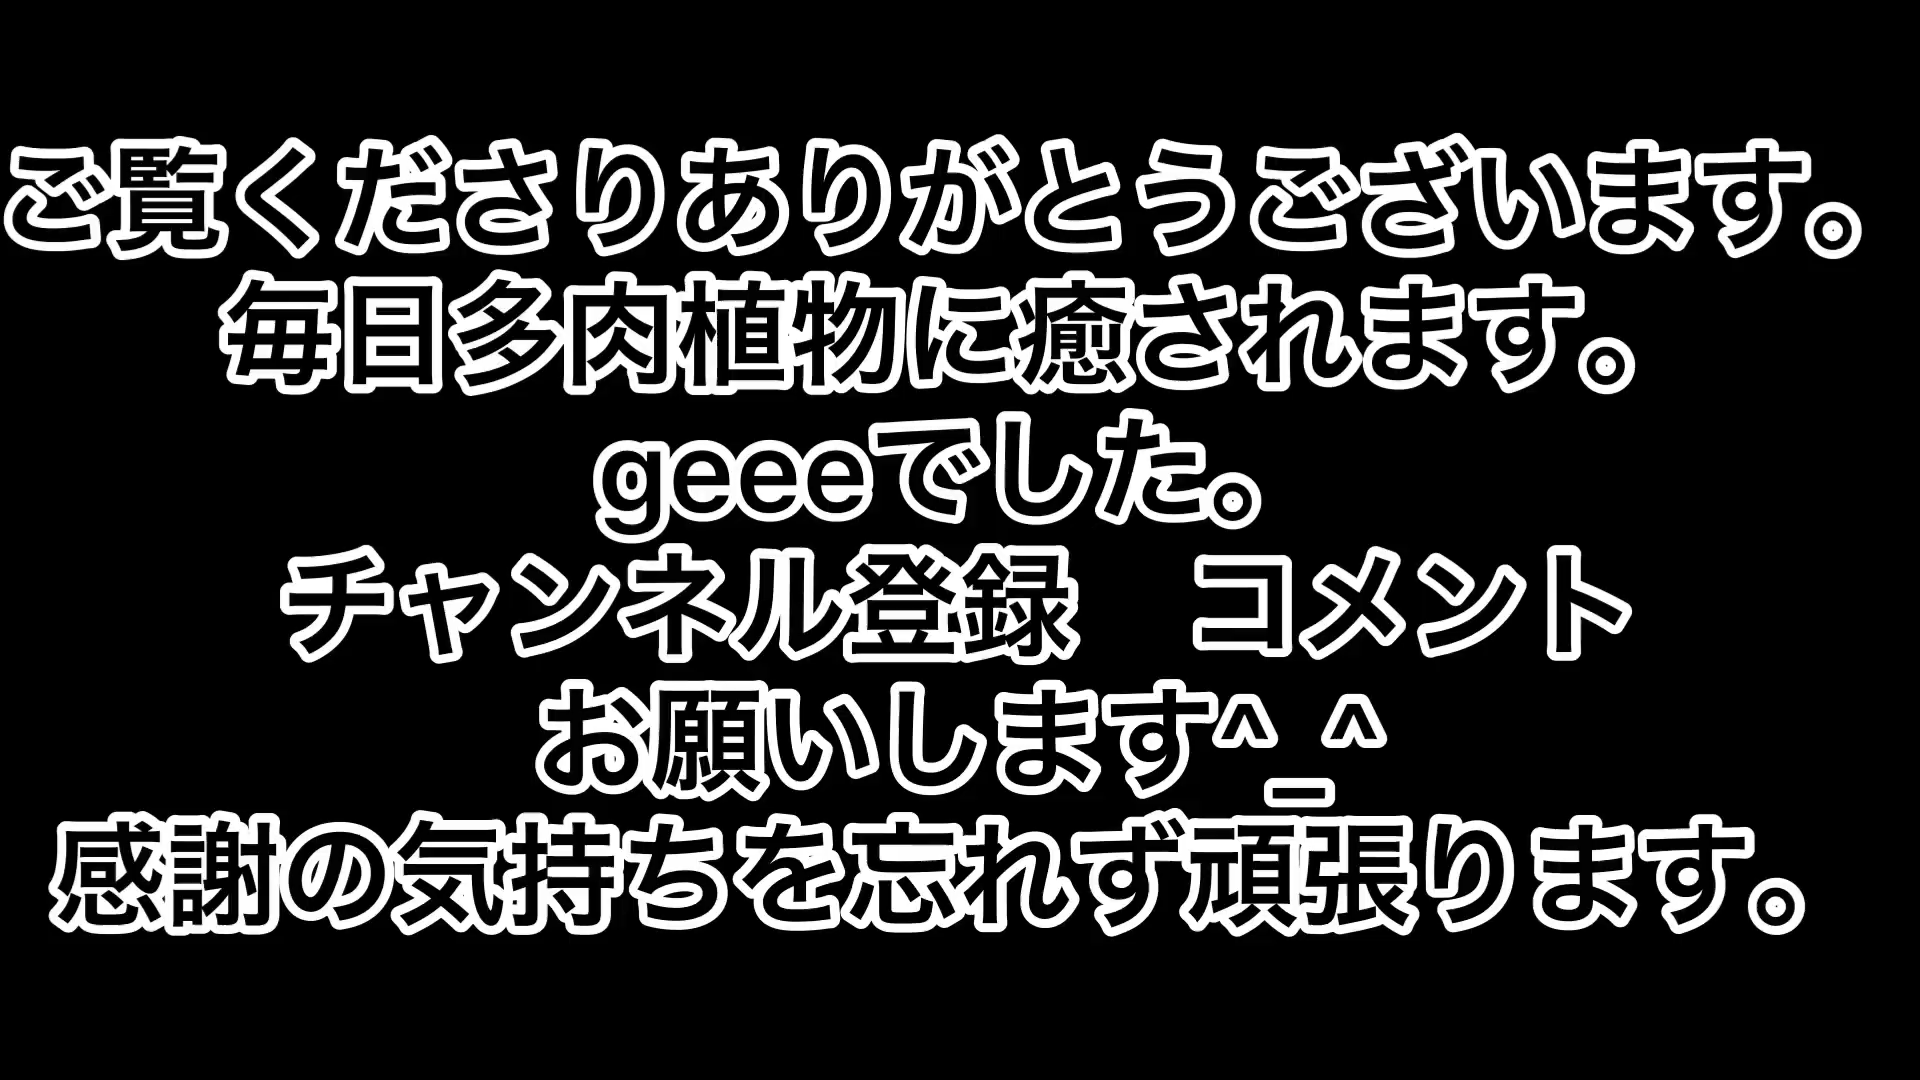 ご覧くださりありがとうございます。
毎日多肉植物に癒されます。
geeeでした。
チャンネル登録　コメント
お願いします^_^
感謝の気持ちを忘れず頑張ります。